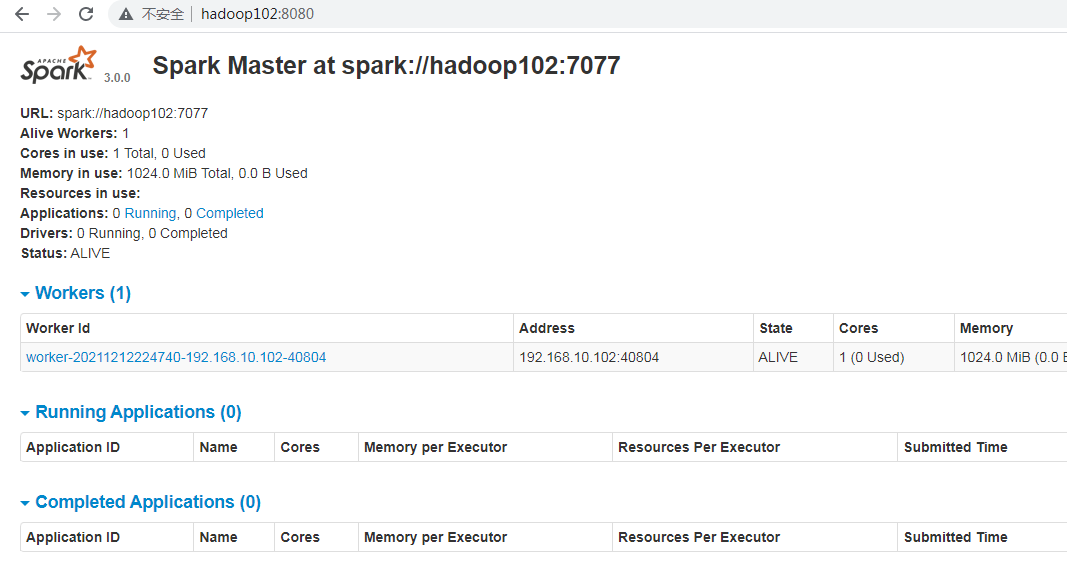 不安全 hadoop102:8080
APACHE Spark 3.0.0 Spark Master at spark://hadoop102:7077
URL: spark://hadoop102:7077
Alive Workers: 1
Cores in use: 1 Total, 0 Used
Memory in use: 1024.0 MiB Total, 0.0 B Used
Resources in use:
Applications: 0 Running, 0 Completed
Drivers: 0 Running, 0 Completed
Status: ALIVE
Workers (1)
Worker Id Address State Cores Memory
worker-20211212224740-192.168.10.102-40804 192.168.10.102:40804 ALIVE 1 (0 Used) 1024.0 MiB (0.0
Running Applications (0)
Application ID Name Cores Memory per Executor Resources Per Executor Submitted Time
Completed Applications (0)
Application ID Name Cores Memory per Executor Resources Per Executor Submitted Time